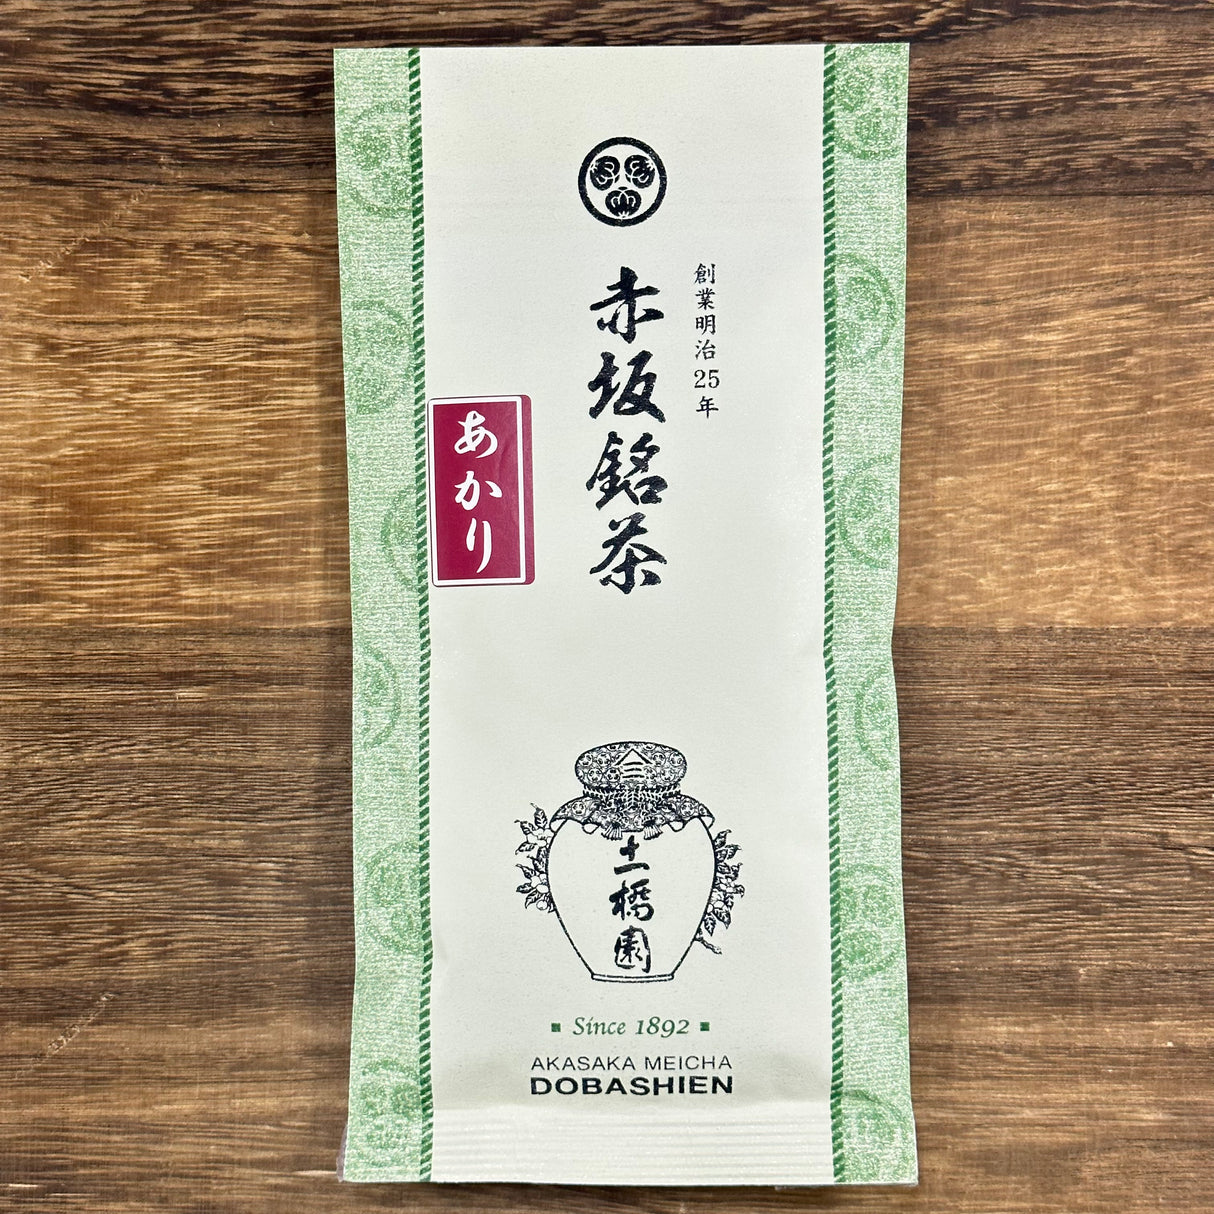 創業明治25年
赤坂銘茶
あかり
土橋園
Since 1892
AKASAKA MEICHA
DOBASHIEN